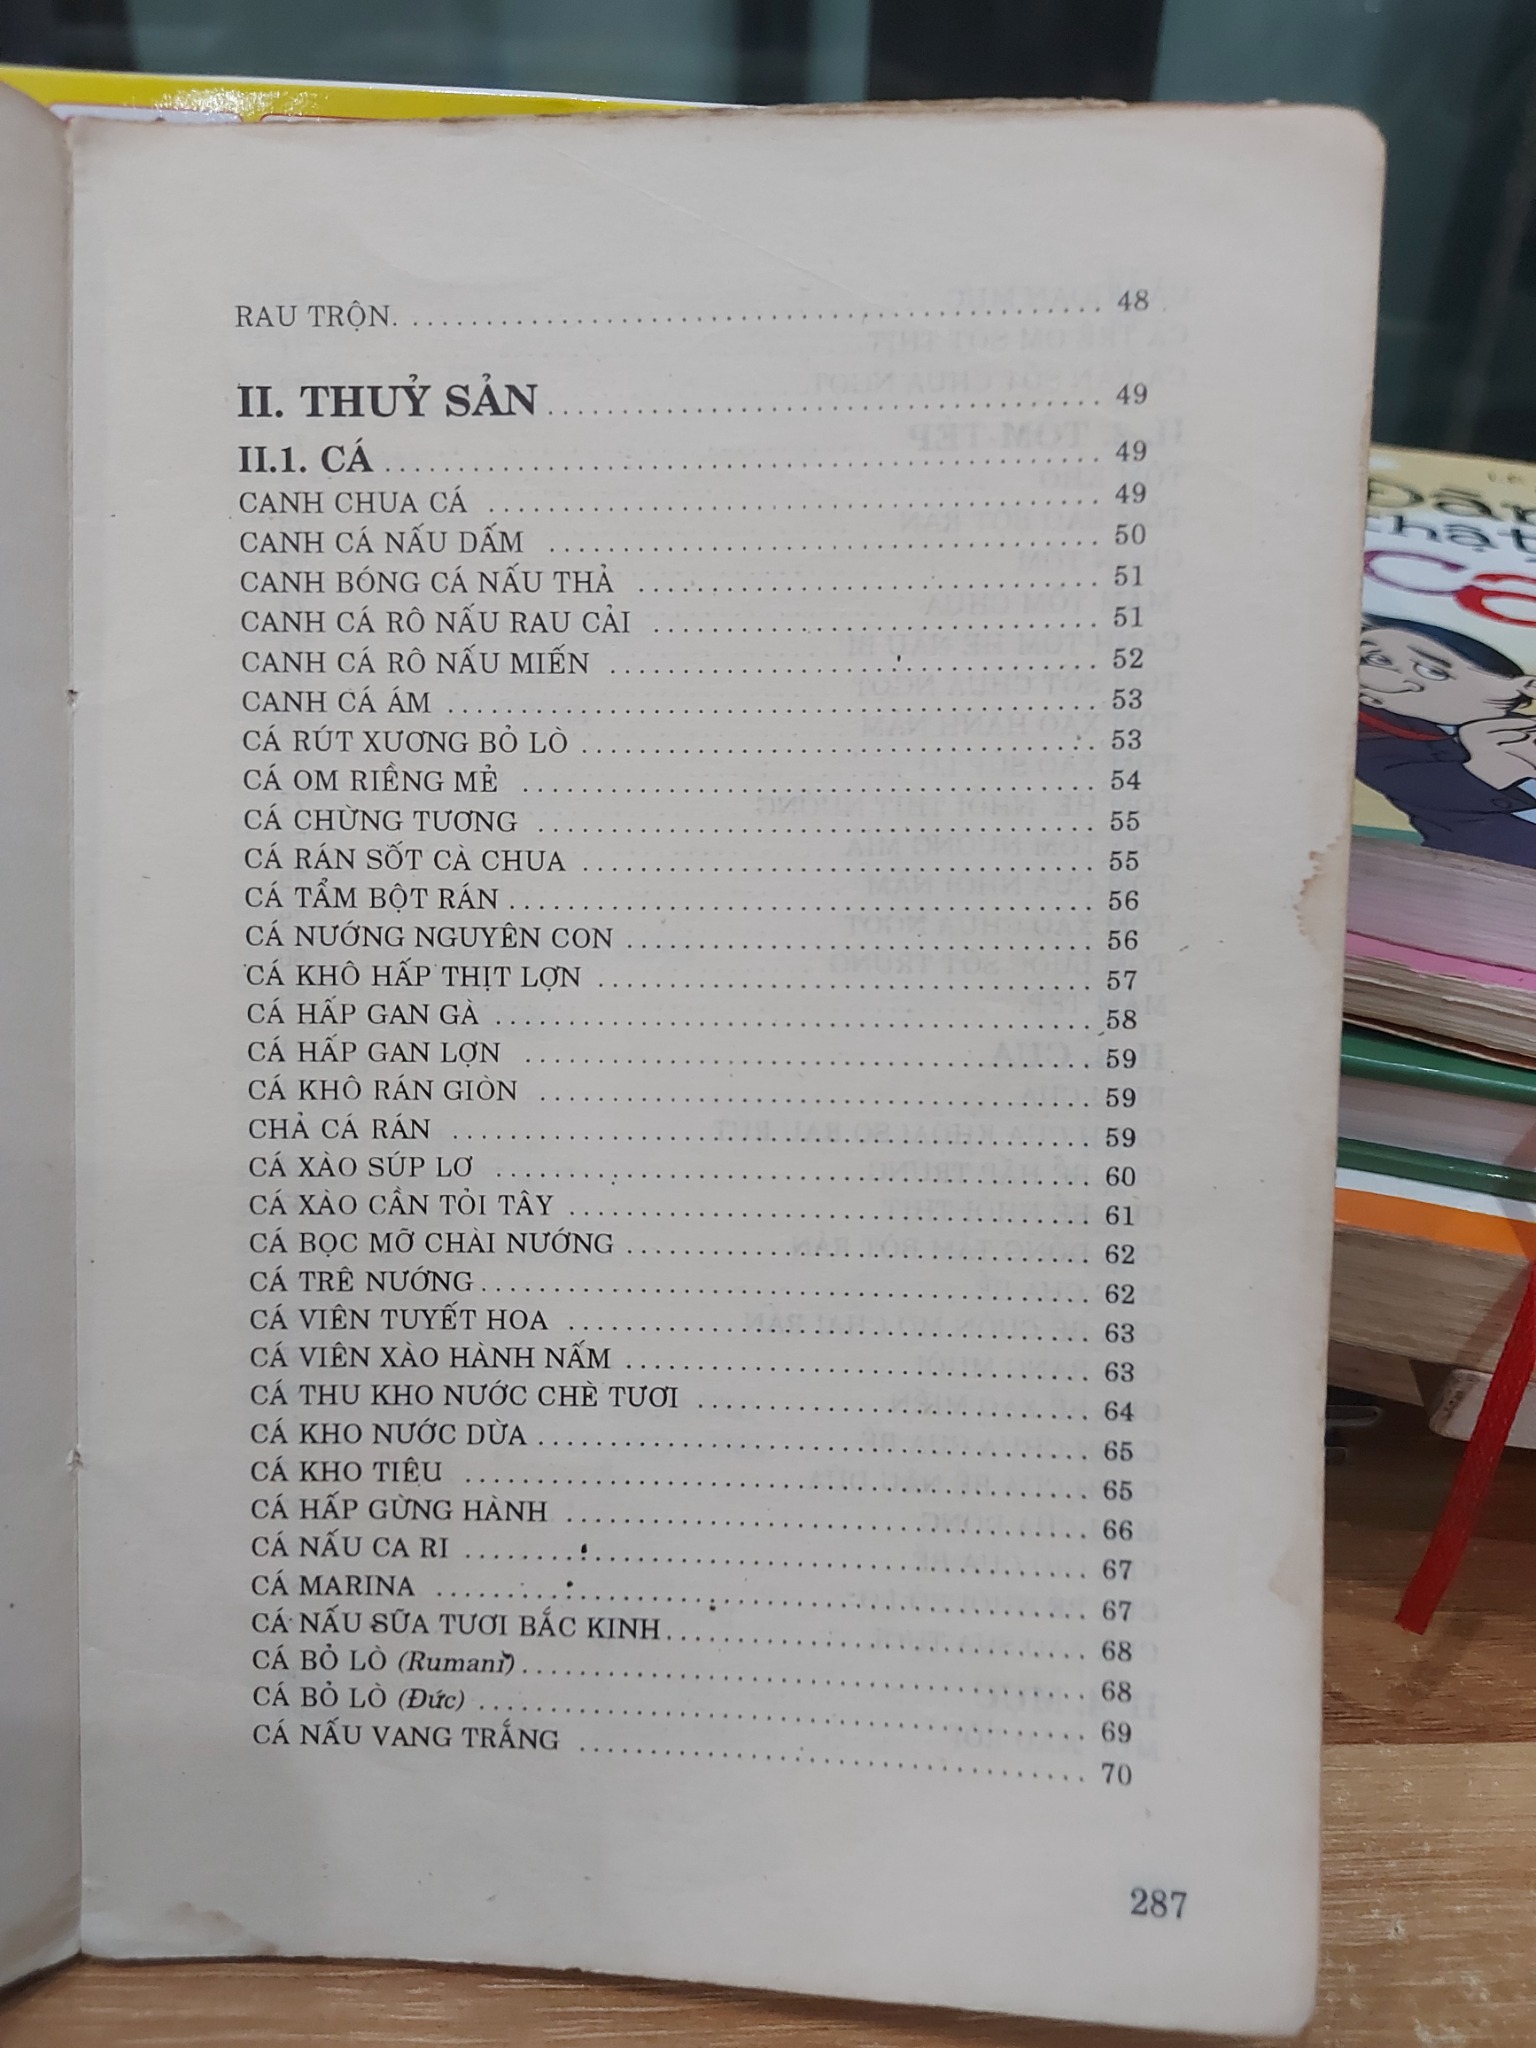 RAU TRỘN. . . . . . . . . . . . . . . . . . . . 48
II. THUỶ SẢN . . . . . . . . . . . . . . . . . . . . 49
II.1. CÁ . . . . . . . . . . . . . . . . . . . . 49
CANH CHUA CÁ . . . . . . . . . . . . . . . . . . . . 49
CANH CÁ NẤU DẤM . . . . . . . . . . . . . . . . . . . . 50
CANH BÓNG CÁ NẤU THẢ . . . . . . . . . . . . . . . . . . . . 51
CANH CÁ RÔ NẤU RAU CẢI . . . . . . . . . . . . . . . . . . . . 51
CANH CÁ RÔ NẤU MIẾN . . . . . . . . . . . . . . . . . . . . 52
CANH CÁ ÁM . . . . . . . . . . . . . . . . . . . . 53
CÁ RÚT XƯƠNG BỎ LÒ . . . . . . . . . . . . . . . . . . . . 53
CÁ OM RIỀNG MẺ . . . . . . . . . . . . . . . . . . . . 54
CÁ CHỪNG TƯƠNG . . . . . . . . . . . . . . . . . . . . 55
CÁ RÁN SỐT CÀ CHUA . . . . . . . . . . . . . . . . . . . . 55
CÁ TẨM BỘT RÁN . . . . . . . . . . . . . . . . . . . . 56
CÁ NƯỚNG NGUYÊN CON . . . . . . . . . . . . . . . . . . . . 56
CÁ KHÔ HẤP THỊT LỢN . . . . . . . . . . . . . . . . . . . . 57
CÁ HẤP GAN GÀ . . . . . . . . . . . . . . . . . . . . 58
CÁ HẤP GAN LỢN . . . . . . . . . . . . . . . . . . . . 59
CÁ KHÔ RÁN GIÒN . . . . . . . . . . . . . . . . . . . . 59
CHẢ CÁ RÁN . . . . . . . . . . . . . . . . . . . . 59
CÁ XÀO SÚP LƠ . . . . . . . . . . . . . . . . . . . . 60
CÁ XÀO CẦN TỎI TÂY . . . . . . . . . . . . . . . . . . . . 61
CÁ BỌC MỠ CHÀI NƯỚNG . . . . . . . . . . . . . . . . . . . . 62
CÁ TRÊ NƯỚNG . . . . . . . . . . . . . . . . . . . . 62
CÁ VIÊN TUYẾT HOA . . . . . . . . . . . . . . . . . . . . 63
CÁ VIÊN XÀO HÀNH NẤM . . . . . . . . . . . . . . . . . . . . 63
CÁ THU KHO NƯỚC CHÈ TƯƠI . . . . . . . . . . . . . . . . . . . . 64
CÁ KHO NƯỚC DỪA . . . . . . . . . . . . . . . . . . . . 65
CÁ KHO TIÊU . . . . . . . . . . . . . . . . . . . . 65
CÁ HẤP GỪNG HÀNH . . . . . . . . . . . . . . . . . . . . 66
CÁ NẤU CA RI . . . . . . . . . . . . . . . . . . . . 67
CÁ MARINA . . . . . . . . . . . . . . . . . . . . 67
CÁ NẤU SỮA TƯƠI BẮC KINH . . . . . . . . . . . . . . . . . . . . 68
CÁ BỎ LÒ (Rumani) . . . . . . . . . . . . . . . . . . . . 68
CÁ BỎ LÒ (Đức) . . . . . . . . . . . . . . . . . . . . 69
CÁ NẤU VANG TRẮNG . . . . . . . . . . . . . . . . . . . . 70
287